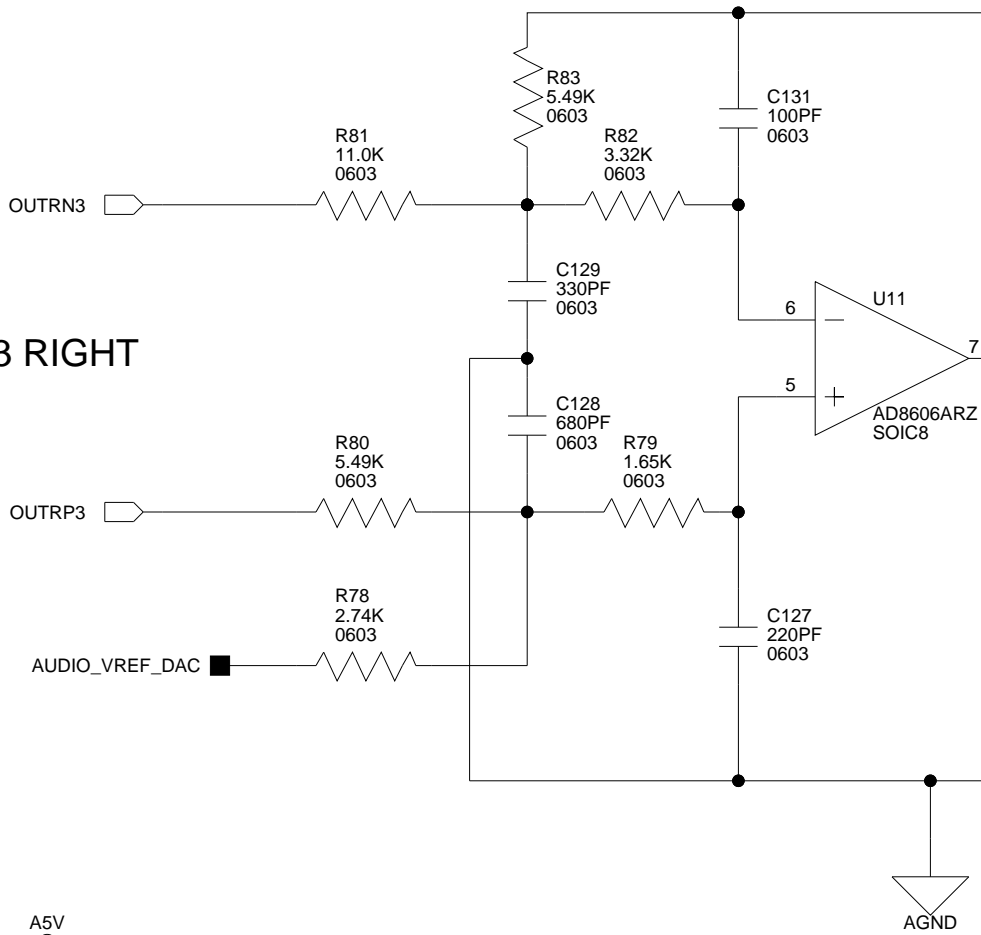 R83
5.49K
0603
C131
100PF
0603
R81
11.0K
0603
R82
3.32K
0603
OUTRN3
C129
330PF
0603
U11
6
3 RIGHT
7
5
C128
680PF
0603
AD8606ARZ
SOIC8
R80
5.49K
0603
R79
1.65K
0603
OUTRP3
R78
2.74K
0603
C127
220PF
0603
AUDIO_VREF_DAC
A5V
AGND